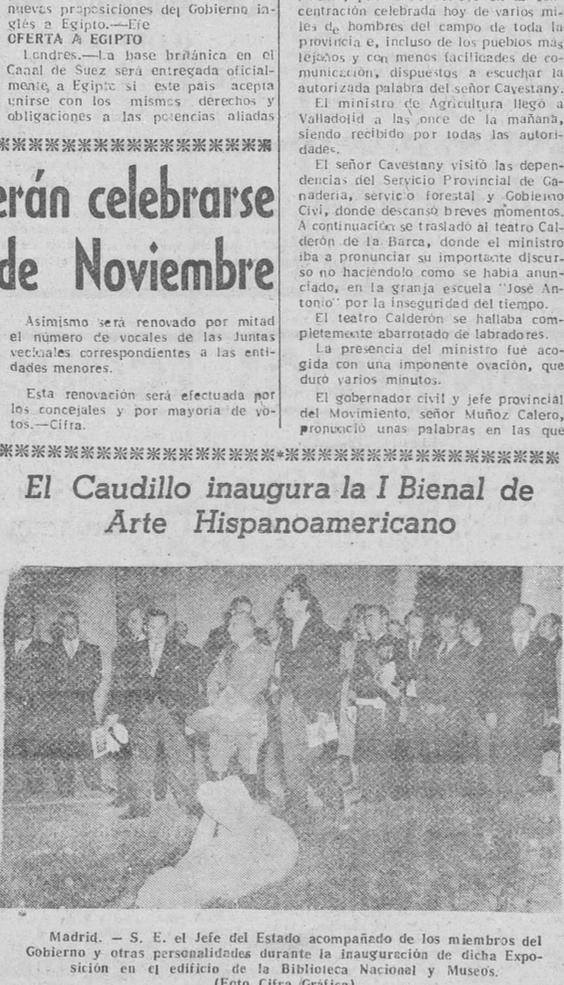 nuevas proposiciones del Gobierno in-
glés a Egipto.—Efe
OFERTA A EGIPTO
Londres.—La base británica en el
Canal de Suez será entregada oficial-
mente, a Egipto si este país acepta
unirse con los mismos derechos y
obligaciones a las potencias aliadas
erán celebrarse
de Noviembre
Asimismo será renovado por mitad
el número de vocales de las Juntas
vecinales correspondientes a las enti-
dades menores.
Esta renovación será efectuada por
los concejales y por mayoria de vo-
tos.—Cifra.
centración celebrada hoy de varios mi-
les de hombres del campo de toda la
provincia e, incluso de los pueblos más
lejanos y con menos facilidades de co-
municación, dispuestos a escuchar la
autorizada palabra del señor Cavestany.
El ministro de Agricultura llegó a
Valladolid a las once de la mañana,
siendo recibido por todas las autori-
dades.
El señor Cavestany visitó las depen-
dencias del Servicio Provincial de Ga-
nadería, servicio forestal y Gobierno
Civi, donde descansó breves momentos.
A continuación se trasladó al teatro Cal-
derón de la Barca, donde el ministro
iba a pronunciar su importante discur-
so no haciéndolo como se habia anun-
ciado, en la granja escuela "José An-
tonio" por la inseguridad del tiempo.
El teatro Calderón se hallaba com-
pletamente abarrotado de labradores.
La presencia del ministro fué aco-
gida con una imponente ovación, que
duró varios minutos.
El gobernador civil y jefe provincial
del Movimiento, señor Muñoz Calero,
pronunció unas palabras en las que
El Caudillo inaugura la I Bienal de
Arte Hispanoamericano
Madrid. — S. E. el Jefe del Estado acompañado de los miembros del
Gobierno y otras personalidades durante la inauguración de dicha Expo-
sición en el edificio de la Biblioteca Nacional y Museos.
(Foto Cifra Gráfica)